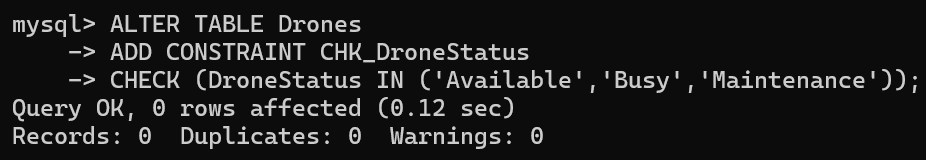 mysql> ALTER TABLE Drones
    -> ADD CONSTRAINT CHK_DroneStatus
    -> CHECK (DroneStatus IN ('Available','Busy','Maintenance'));
Query OK, 0 rows affected (0.12 sec)
Records: 0  Duplicates: 0  Warnings: 0